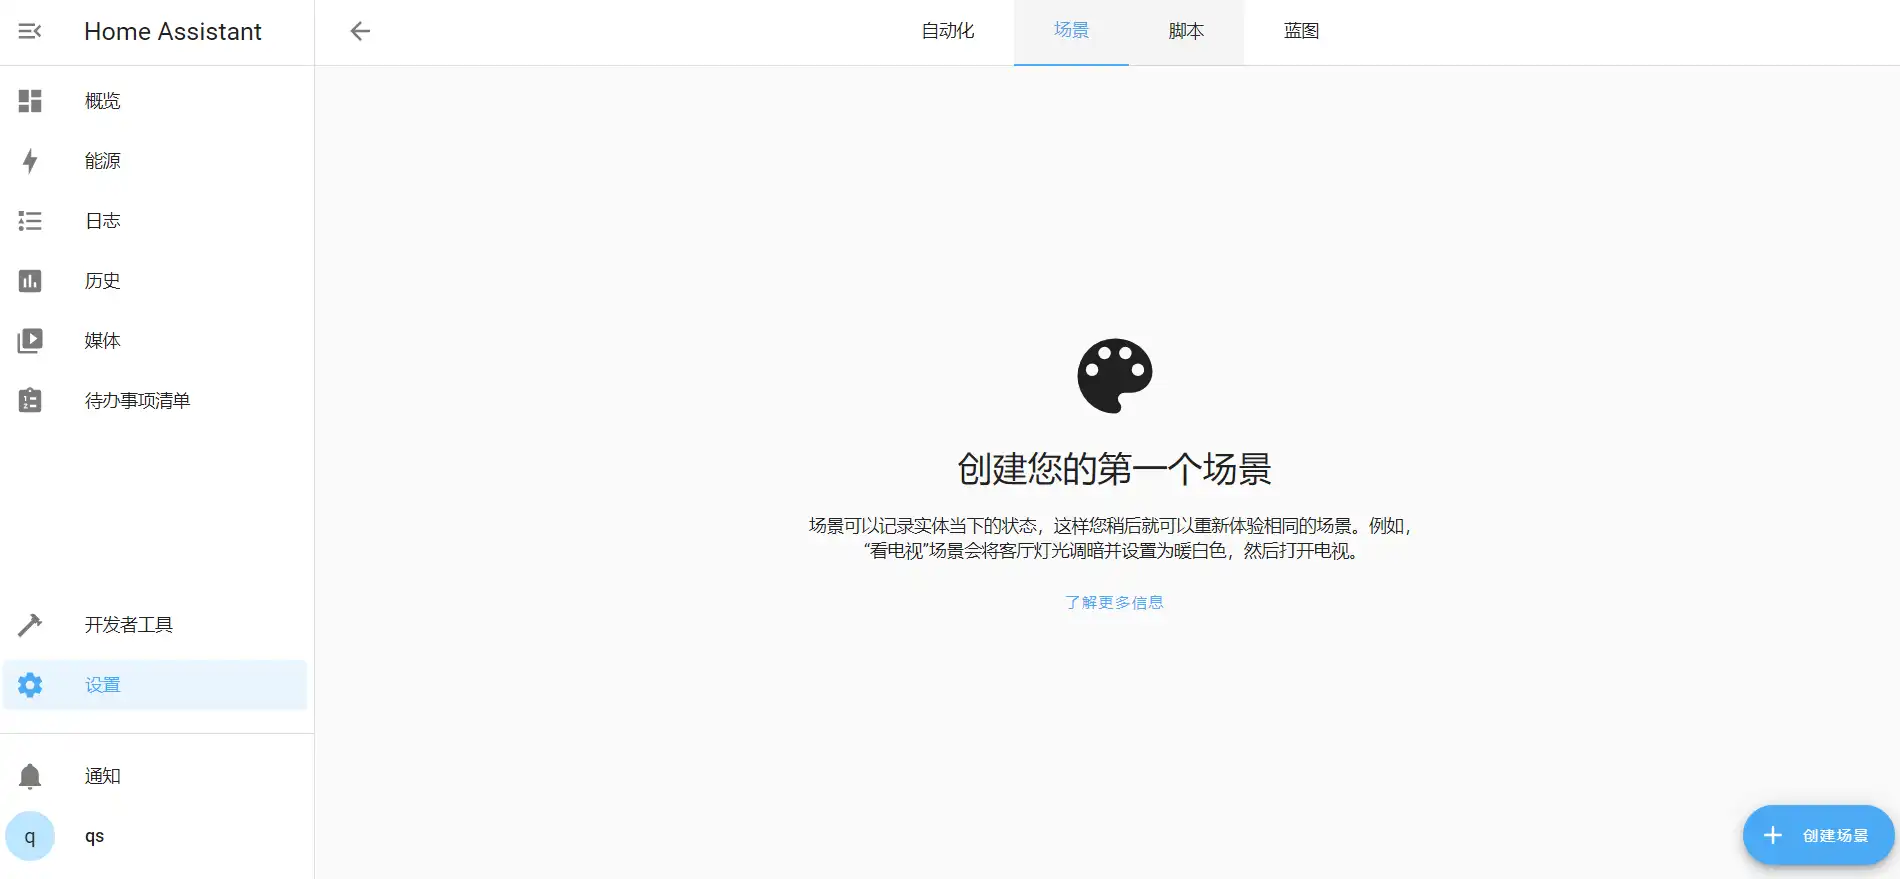 Home Assistant
自动化
场景
脚本
蓝图
概览
能源
日志
历史
媒体
待办事项清单
创建您的第一个场景
场景可以记录实体当下的状态，这样您稍后就可以重新体验相同的场景。例如，
“看电视”场景会将客厅灯光调暗并设置为暖白色，然后打开电视。
了解更多信息
开发者工具
设置
通知
q
qs
创建场景